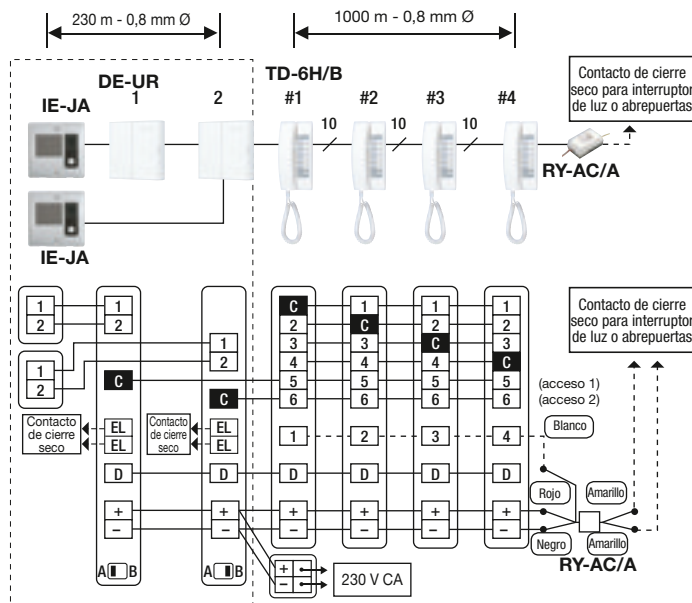 230 m - 0,8 mm Ø
1000 m - 0,8 mm Ø
DE-UR
TD-6H/B
IE-JA
1
2
#1
#2
#3
#4
10
10
10
RY-AC/A
Contacto de cierre
seco para interruptor
de luz o abrepuertas
IE-JA
1
2
1
2
1
2
1
2
C
C
Contacto
de cierre
seco
EL
EL
Contacto
de cierre
seco
EL
EL
D
D
+
−
+
−
A B
A B
C
2
3
4
5
6
1
D
+
−
1
C
3
4
5
6
2
D
+
−
1
2
C
4
5
6
3
D
+
−
1
2
3
C
5
6
4
D
+
−
+
−
230 V CA
Contacto de cierre
seco para interruptor
de luz o abrepuertas
(acceso 1)
(acceso 2)
Blanco
Rojo
Amarillo
Negro
Amarillo
RY-AC/A